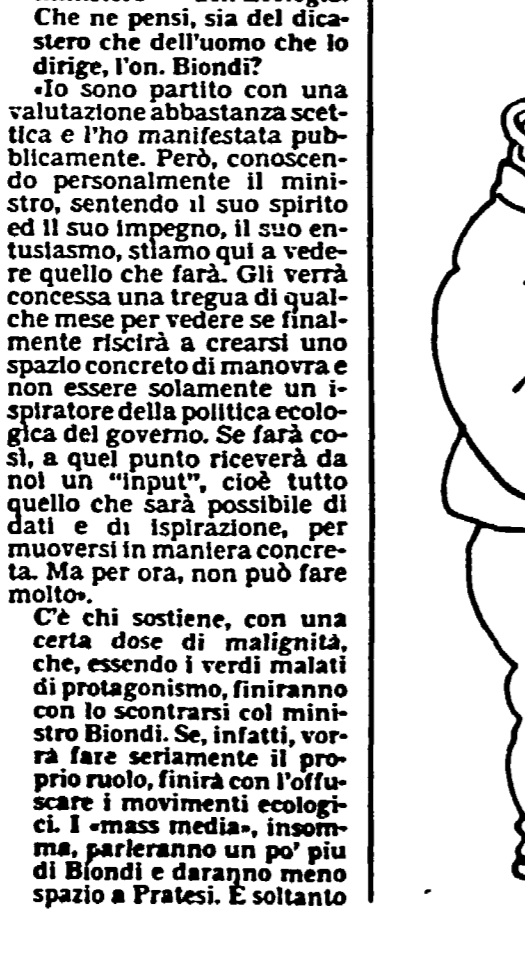 Che ne pensi, sia del dica-
stero che dell'uomo che lo
dirige, l'on. Biondi?
«Io sono partito con una
valutazione abbastanza scet-
tica e l'ho manifestata pub-
blicamente. Però, conoscen-
do personalmente il mini-
stro, sentendo il suo spirito
ed il suo impegno, il suo en-
tusiasmo, stiamo qui a vede-
re quello che farà. Gli verrà
concessa una tregua di qual-
che mese per vedere se final-
mente riscirà a crearsi uno
spazio concreto di manovra e
non essere solamente un i-
spiratore della politica ecolo-
gica del governo. Se farà co-
sì, a quel punto riceverà da
noi un "input", cioè tutto
quello che sarà possibile di
dati e di ispirazione, per
muoversi in maniera concre-
ta. Ma per ora, non può fare
molto».
C'è chi sostiene, con una
certa dose di malignità,
che, essendo i verdi malati
di protagonismo, finiranno
con lo scontrarsi col mini-
stro Biondi. Se, infatti, vor-
rà fare seriamente il pro-
prio ruolo, finirà con l'offu-
scare i movimenti ecologi-
ci. I «mass media», insom-
ma, parleranno un po' piu
di Biondi e daranno meno
spazio a Pratesi. È soltanto